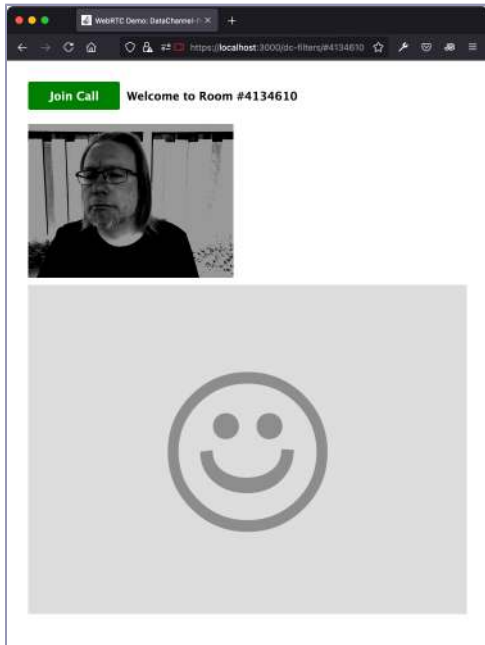 WebRTC Demo: DataChannel-
https://localhost:3000/dc-filters/#4134610
Join Call
Welcome to Room #4134610